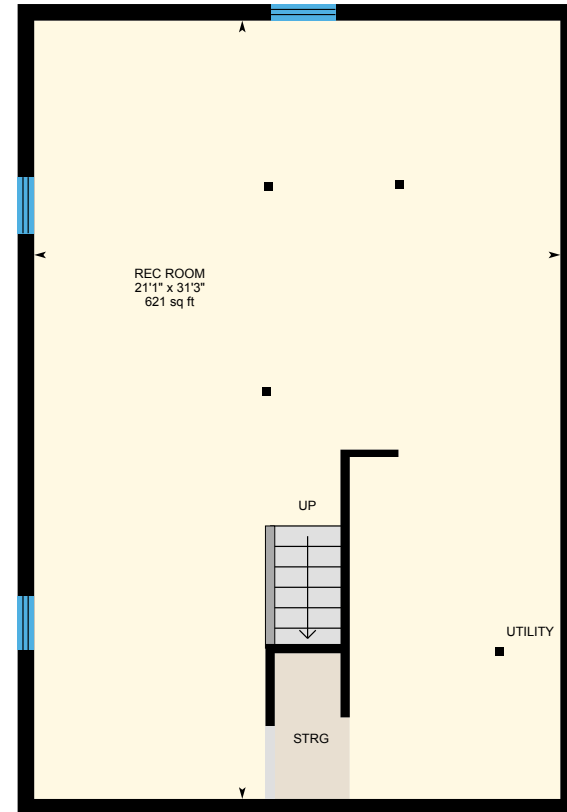 REC ROOM
21'1" x 31'3"
621 sq ft
UP
UTILITY
STRG